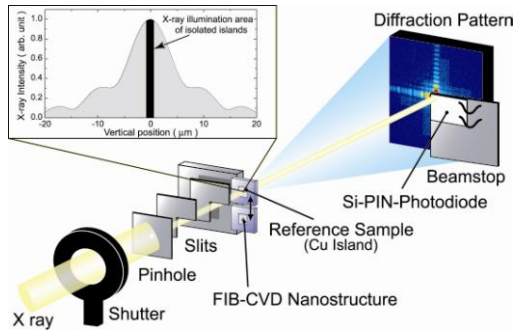 X-ray Intensity (arb. unit)
1.0
0.8
0.6
0.4
0.2
0.0
-20
-10
0
10
20
Vertical position (μm)
X-ray illumination area
of isolated islands
Diffraction Pattern
Beamstop
Si-PIN-Photodiode
Reference Sample
(Cu Island)
FIB-CVD Nanostructure
Slits
Pinhole
Shutter
X ray